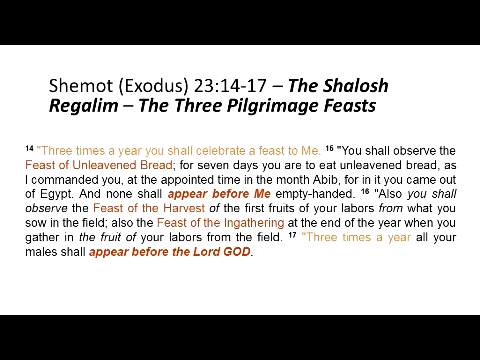 Shemot (Exodus) 23:14-17 – The Shalosh
Regalim – The Three Pilgrimage Feasts
14 "Three times a year you shall celebrate a feast to Me. 15 "You shall observe the
Feast of Unleavened Bread; for seven days you are to eat unleavened bread, as
I commanded you, at the appointed time in the month Abib, for in it you came out
of Egypt. And none shall appear before Me empty-handed. 16 "Also you shall
observe the Feast of the Harvest of the first fruits of your labors from what you
sow in the field; also the Feast of the Ingathering at the end of the year when you
gather in the fruit of your labors from the field. 17 "Three times a year all your
males shall appear before the Lord GOD.